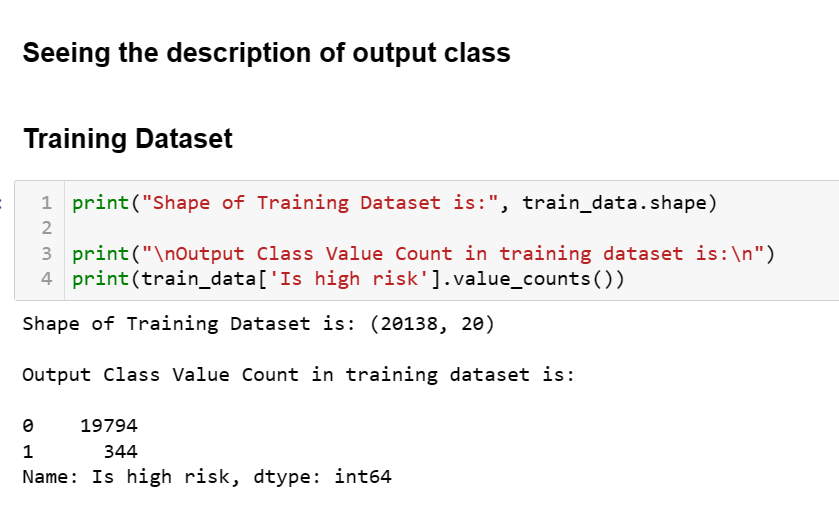 Seeing the description of output class
Training Dataset
1 print("Shape of Training Dataset is:", train_data.shape)
2
3 print("\nOutput Class Value Count in training dataset is:\n")
4 print(train_data['Is high risk'].value_counts())
Shape of Training Dataset is: (20138, 20)
Output Class Value Count in training dataset is:
0    19794
1      344
Name: Is high risk, dtype: int64